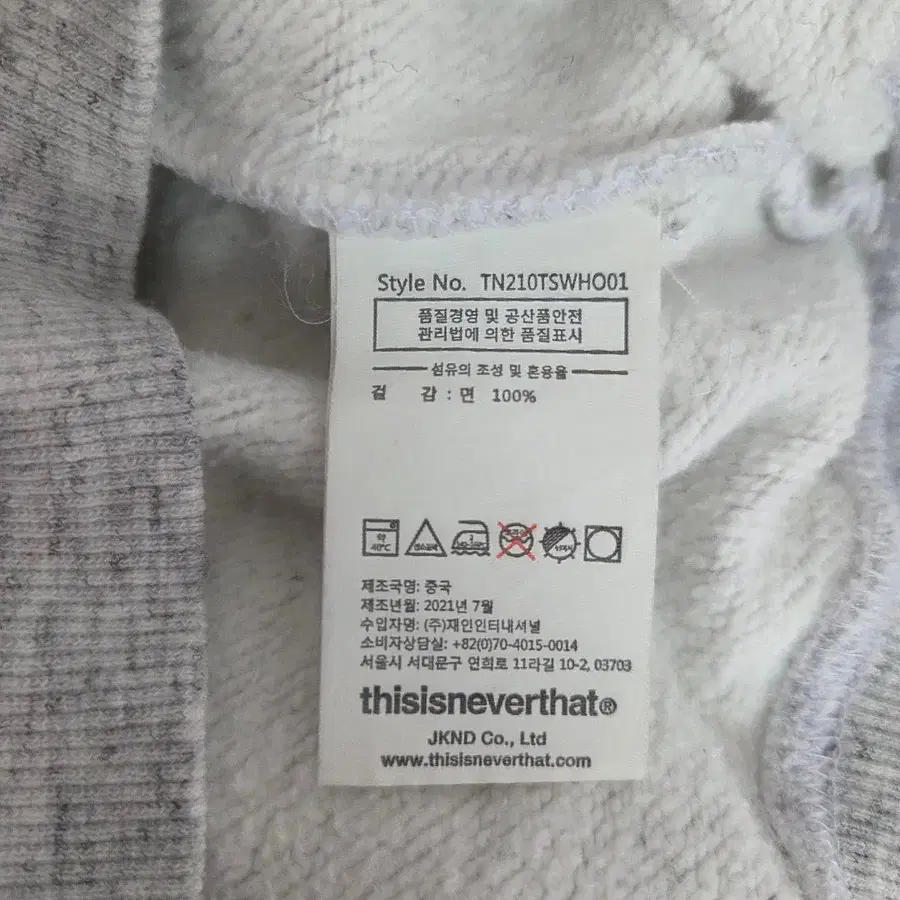 Style No. TN210TSWHO01
품질경영 및 공산품안전
관리법에 의한 품질표시
섬유의 조성 및 혼용율
겉 감 : 면 100%
약 40℃
제조국명: 중국
제조년월: 2021년 7월
수입자명: (주)재인인터내셔널
소비자상담실: +82(0)70-4015-0014
서울시 서대문구 연희로 11라길 10-2, 03703
thisisneverthat®
JKND Co., Ltd
www.thisisneverthat.com